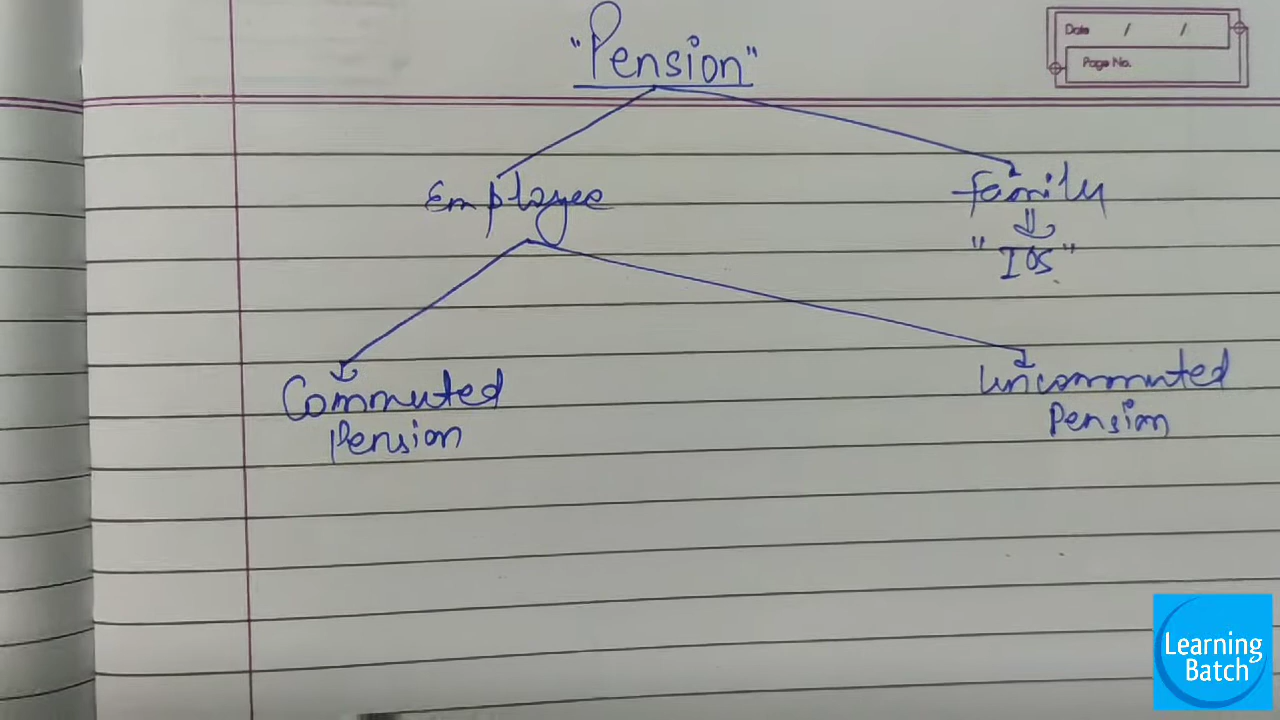 "Pension"
Date / /
Page No.
Employee
family
"IOS"
Commuted
Pension
Uncommuted
Pension
Learning
Batch